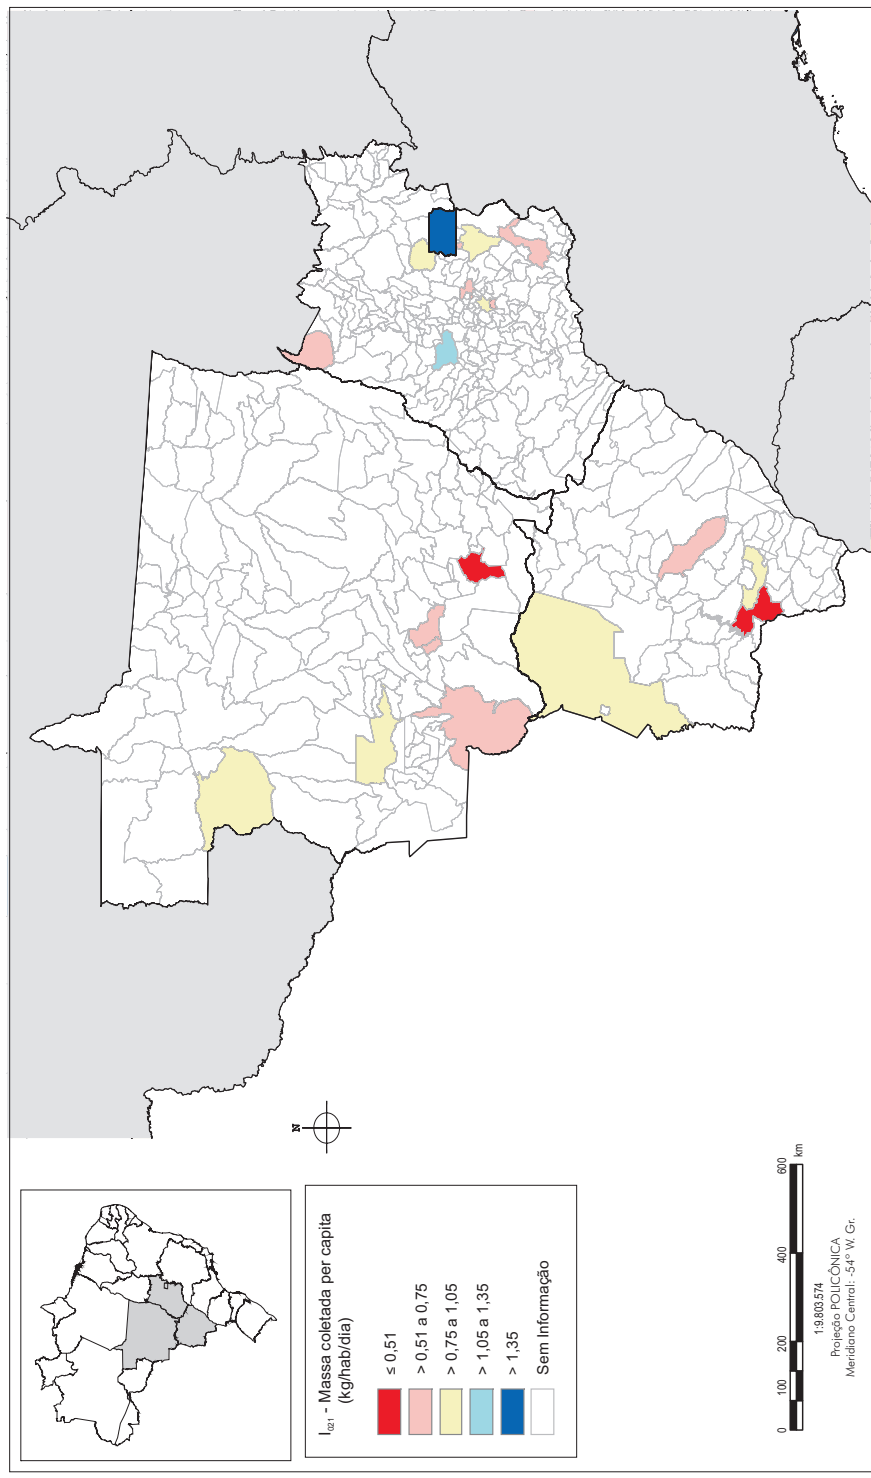 N
I021 - Massa coletada per capita
(kg/hab/dia)
≤ 0,51
> 0,51 a 0,75
> 0,75 a 1,05
> 1,05 a 1,35
> 1,35
Sem Informação
0 100 200 400 600
km
1:9.803.574
Projeção POLICÔNICA
Meridiano Central: -54° W. Gr.